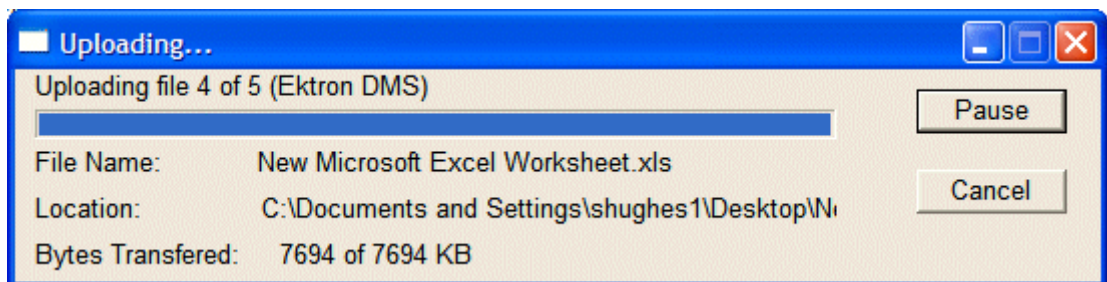 Uploading...
Uploading file 4 of 5 (Ektron DMS)
Pause
File Name: New Microsoft Excel Worksheet.xls
Location: C:\Documents and Settings\shughes1\Desktop\N
Cancel
Bytes Transfered: 7694 of 7694 KB